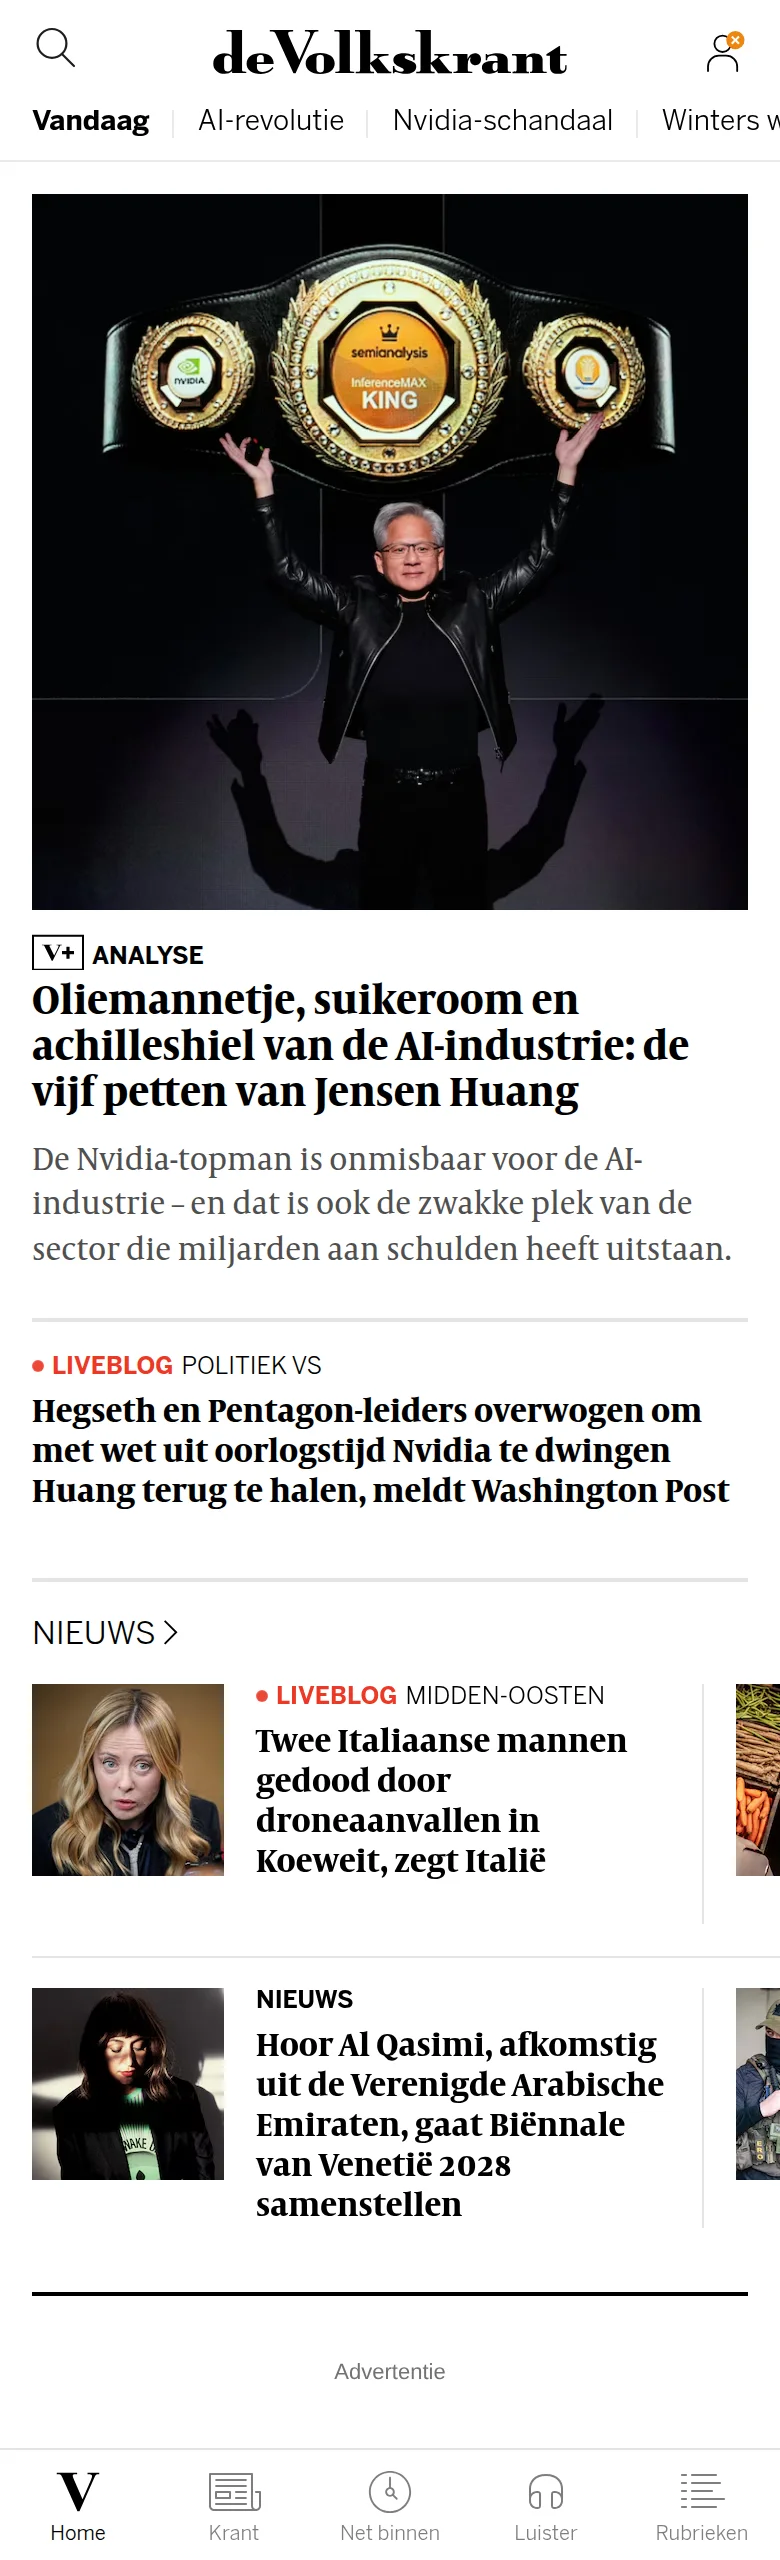 deVolkskrant
Vandaag
AI-revolutie
Nvidia-schandaal
Winters w
semianalysis
InferenceMAX
KING
NVIDIA.
V+ ANALYSE
Oliemannetje, suikeroom en
achilleshiel van de AI-industrie: de
vijf petten van Jensen Huang
De Nvidia-topman is onmisbaar voor de AI-
industrie – en dat is ook de zwakke plek van de
sector die miljarden aan schulden heeft uitstaan.
LIVEBLOG POLITIEK VS
Hegseth en Pentagon-leiders overwogen om
met wet uit oorlogstijd Nvidia te dwingen
Huang terug te halen, meldt Washington Post
NIEUWS
LIVEBLOG MIDDEN-OOSTEN
Twee Italiaanse mannen
gedood door
droneaanvallen in
Koeweit, zegt Italië
NIEUWS
Hoor Al Qasimi, afkomstig
uit de Verenigde Arabische
Emiraten, gaat Biënnale
van Venetië 2028
samenstellen
ERO
Advertentie
V
Home
Krant
Net binnen
Luister
Rubrieken